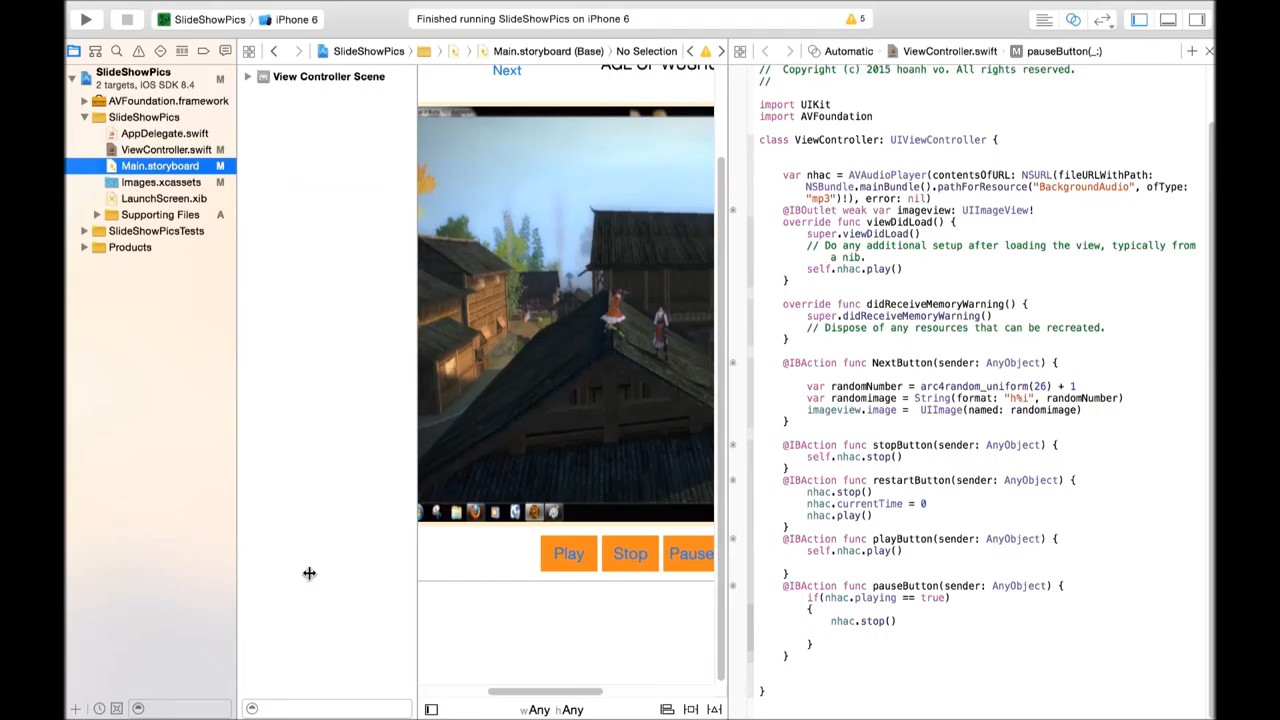 SlideShowPics
iPhone 6
Finished running SlideShowPics on iPhone 6
5
SlideShowPics
Main.storyboard (Base)
No Selection
Automatic
ViewController.swift
pauseButton(_:)
SlideShowPics M
2 targets, iOS SDK 8.4
AVFoundation.framework
SlideShowPics
AppDelegate.swift
ViewController.swift M
Main.storyboard M
Images.xcassets M
LaunchScreen.xib
Supporting Files A
SlideShowPicsTests
Products
View Controller Scene
Next
Play
Stop
Pause
wAny hAny
// Copyright (c) 2015 hoanh vo. All rights reserved.
//
import UIKit
import AVFoundation
class ViewController: UIViewController {
var nhac = AVAudioPlayer(contentsOfURL: NSURL(fileURLWithPath:
NSBundle.mainBundle().pathForResource("BackgroundAudio", ofType:
"mp3")!), error: nil)
@IBOutlet weak var imageview: UIImageView!
override func viewDidLoad() {
super.viewDidLoad()
// Do any additional setup after loading the view, typically from
a nib.
self.nhac.play()
}
override func didReceiveMemoryWarning() {
super.didReceiveMemoryWarning()
// Dispose of any resources that can be recreated.
}
@IBAction func NextButton(sender: AnyObject) {
var randomNumber = arc4random_uniform(26) + 1
var randomimage = String(format: "h%i", randomNumber)
imageview.image = UIImage(named: randomimage)
}
@IBAction func stopButton(sender: AnyObject) {
self.nhac.stop()
}
@IBAction func restartButton(sender: AnyObject) {
nhac.stop()
nhac.currentTime = 0
nhac.play()
}
@IBAction func playButton(sender: AnyObject) {
self.nhac.play()
}
@IBAction func pauseButton(sender: AnyObject) {
if(nhac.playing == true)
{
nhac.stop()
}
}
}